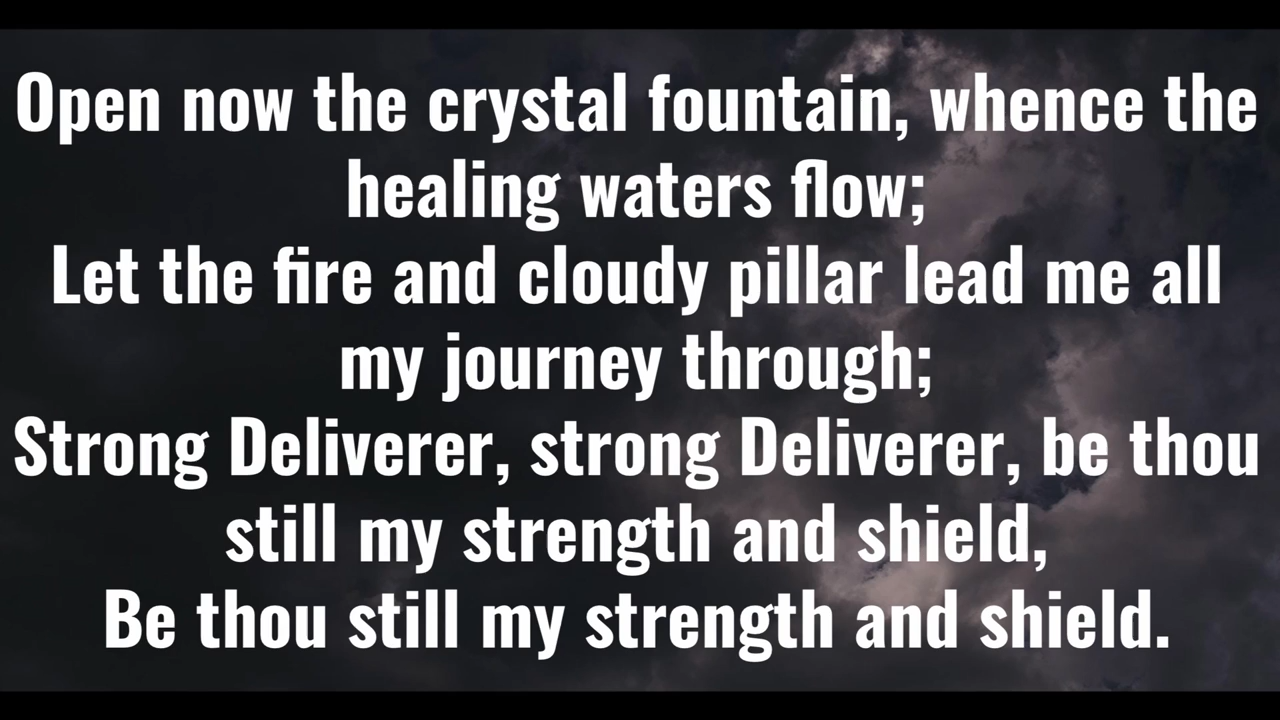 Open now the crystal fountain, whence the
healing waters flow;
Let the fire and cloudy pillar lead me all
my journey through;
Strong Deliverer, strong Deliverer, be thou
still my strength and shield,
Be thou still my strength and shield.